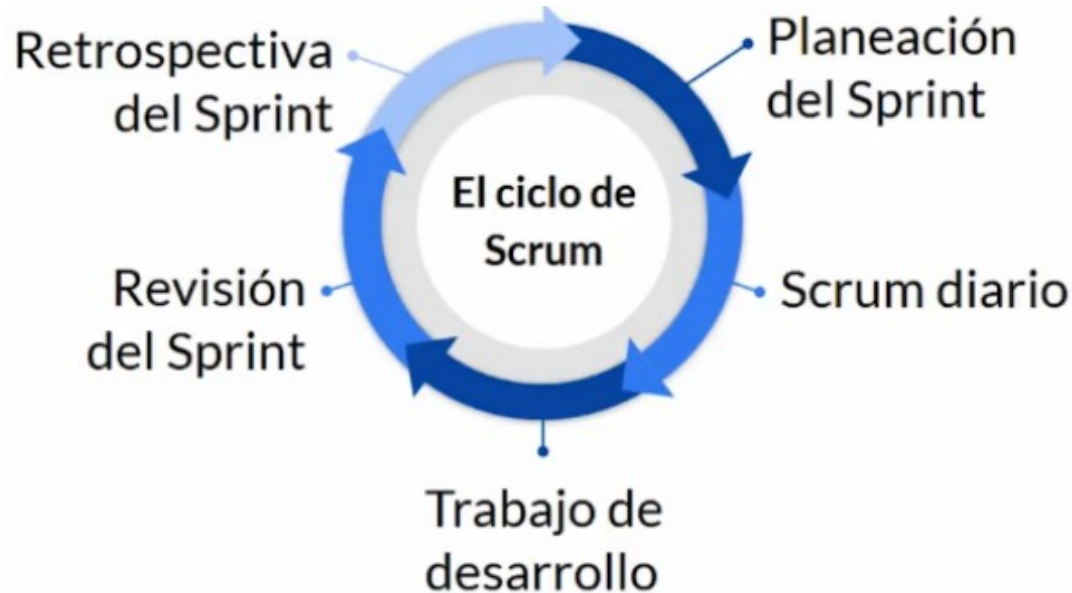 Retrospectiva
del Sprint
Planeación
del Sprint
El ciclo de
Scrum
Revisión
del Sprint
Scrum diario
Trabajo de
desarrollo